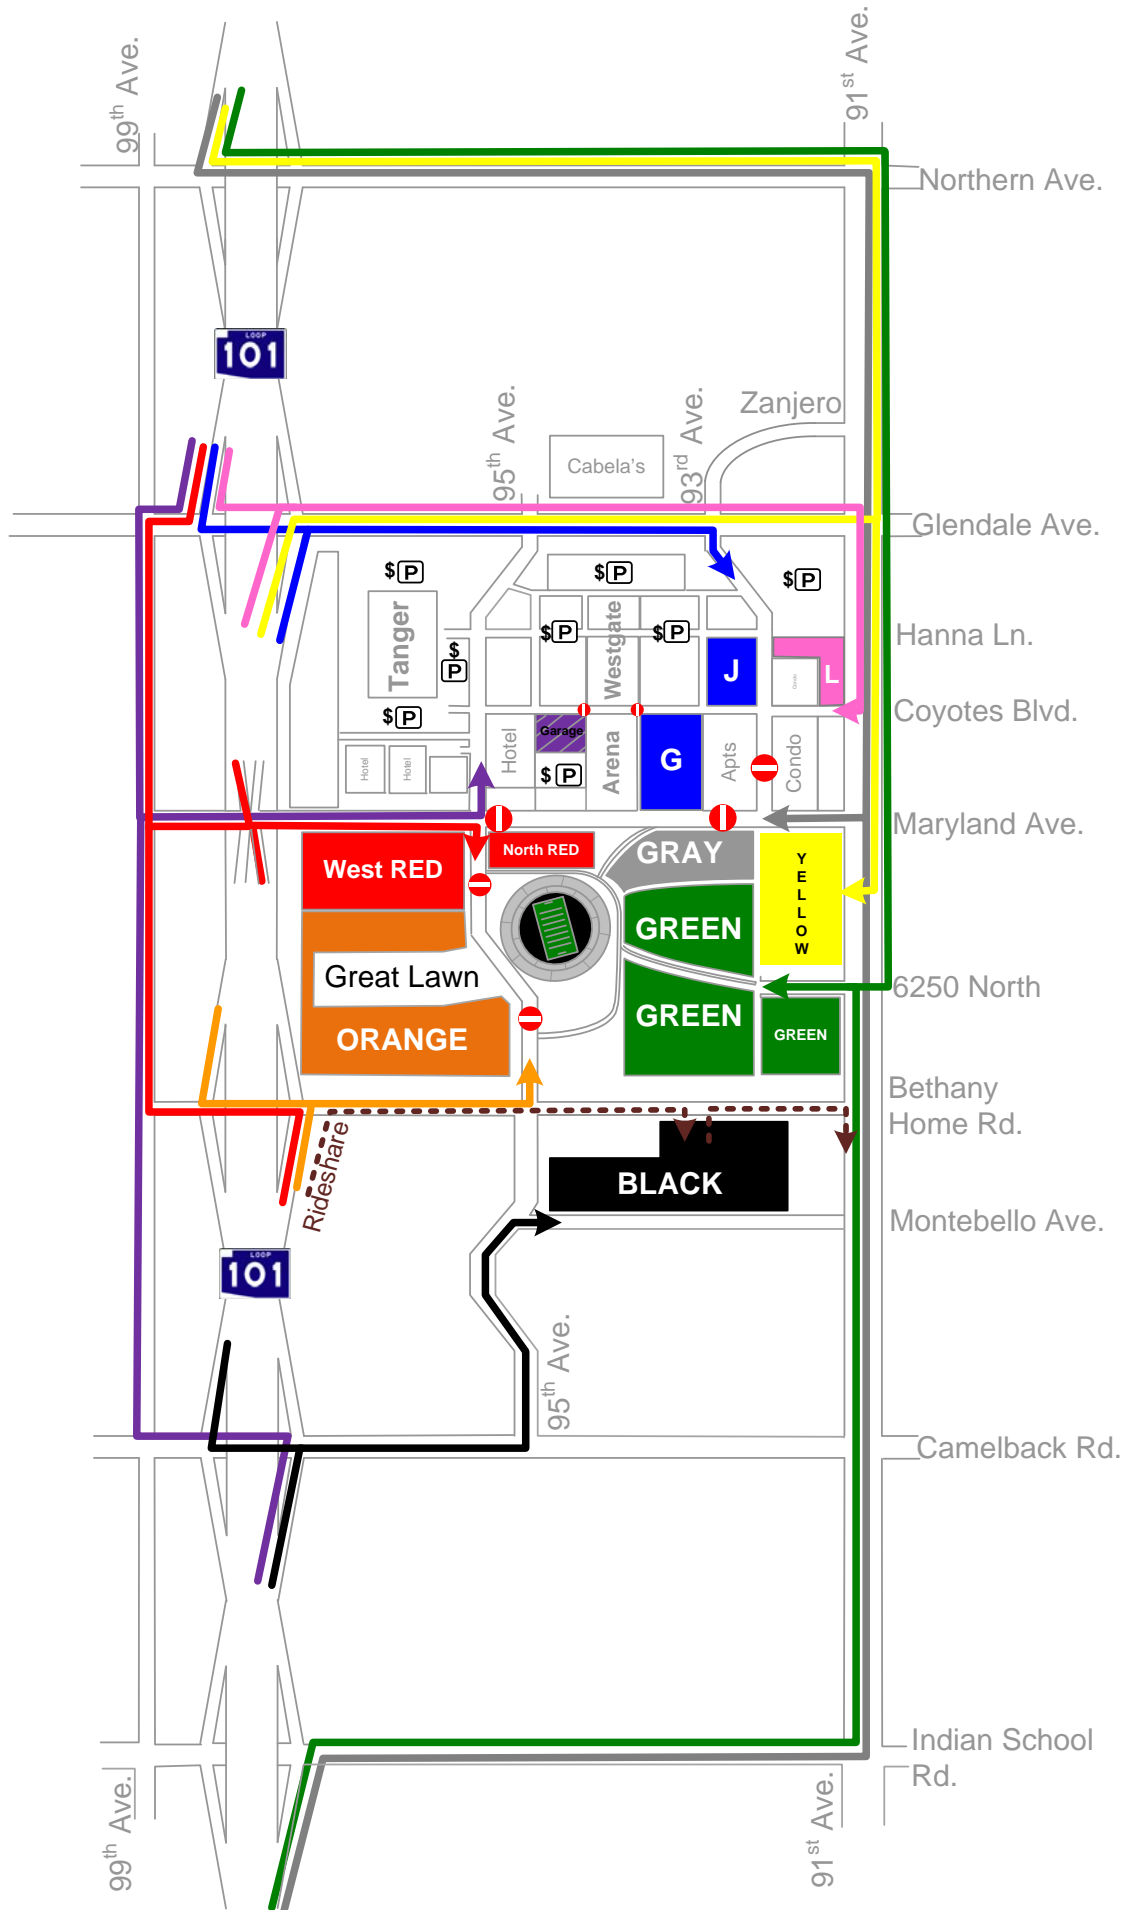 99th Ave.
91st Ave.
Northern Ave.
LOOP
101
Zanjero
95th Ave.
93rd Ave.
Cabela's
Glendale Ave.
$ P
$ P
$ P
Tanger
$ P
$ P
$ P
Westgate
Hanna Ln.
J
L
Condo
$ P
Coyotes Blvd.
Hotel
Hotel
Hotel
Garage
$ P
Arena
G
Apts
Condo
Maryland Ave.
West RED
North RED
GRAY
YELLOW
GREEN
Great Lawn
6250 North
ORANGE
GREEN
GREEN
Bethany
Home Rd.
Rideshare
BLACK
Montebello Ave.
LOOP
101
95th Ave.
Camelback Rd.
Indian School
Rd.
99th Ave.
91st Ave.